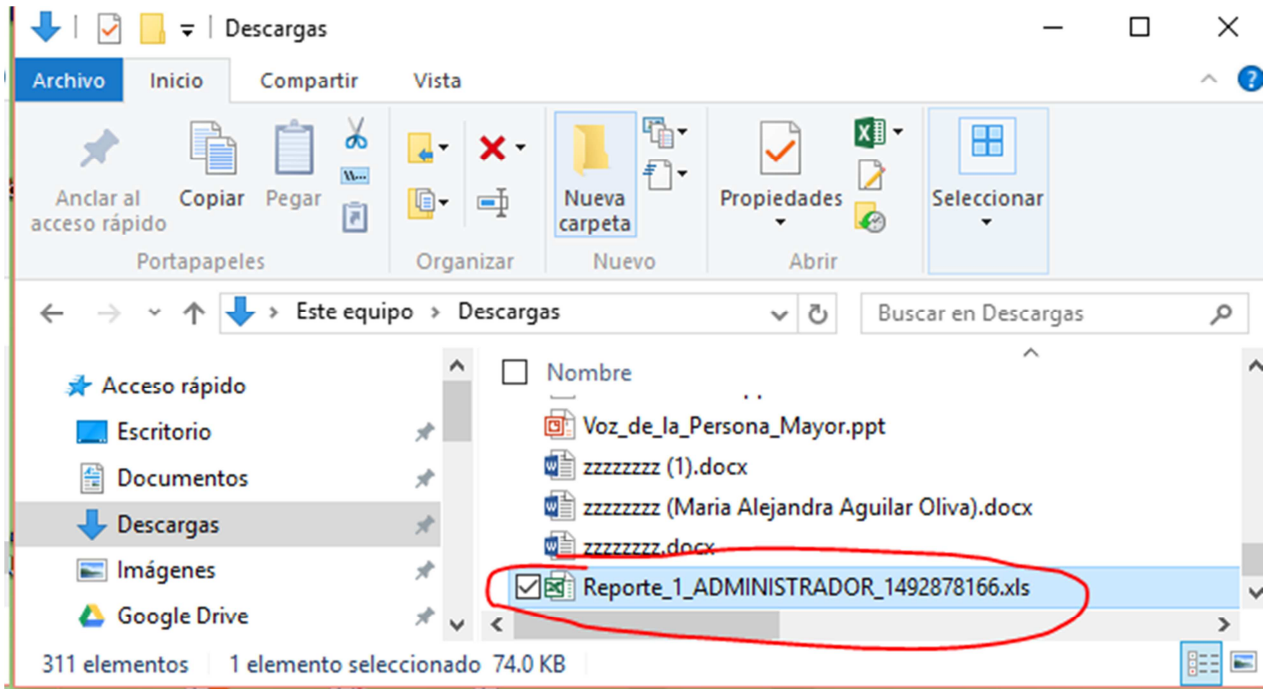 Descargas
Archivo Inicio Compartir Vista
Anclar al acceso rápido
Copiar
Pegar
Nueva carpeta
Propiedades
Seleccionar
Portapapeles Organizar Nuevo Abrir
Este equipo > Descargas
Buscar en Descargas
Acceso rápido
Escritorio
Documentos
Descargas
Imágenes
Google Drive
Nombre
Voz_de_la_Persona_Mayor.ppt
zzzzzzzz (1).docx
zzzzzzzz (Maria Alejandra Aguilar Oliva).docx
zzzzzzzz.docx
Reporte_1_ADMINISTRADOR_1492878166.xls
311 elementos 1 elemento seleccionado 74.0 KB